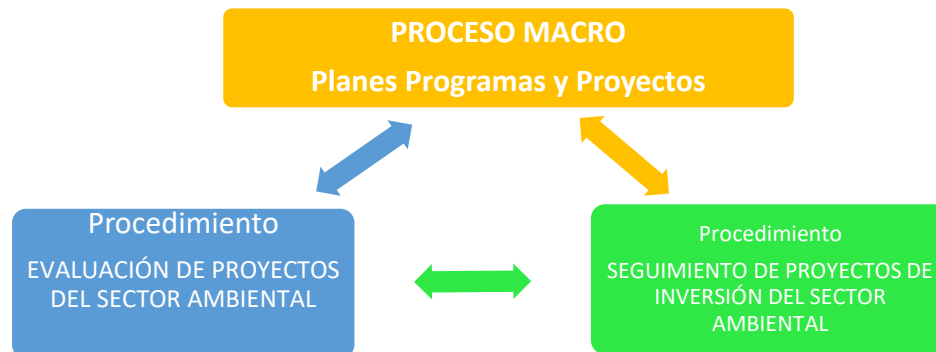 PROCESO MACRO
Planes Programas y Proyectos
Procedimiento
EVALUACIÓN DE PROYECTOS
DEL SECTOR AMBIENTAL
Procedimiento
SEGUIMIENTO DE PROYECTOS DE
INVERSIÓN DEL SECTOR
AMBIENTAL